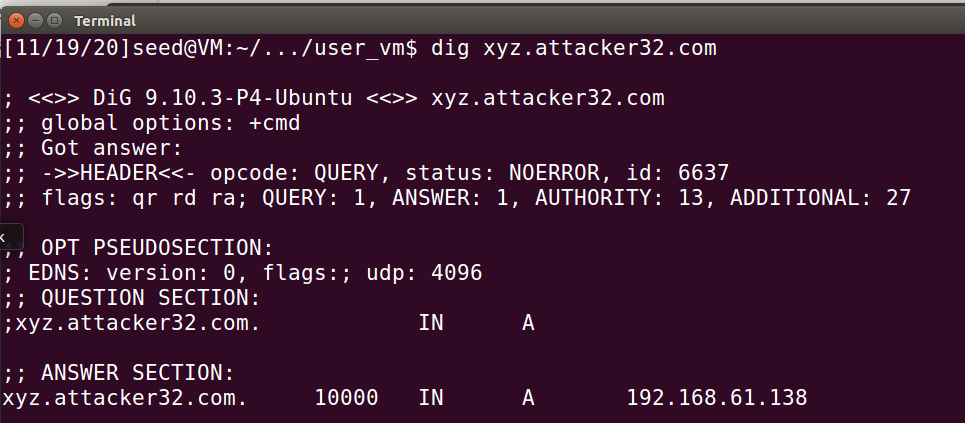 Terminal
[11/19/20]seed@VM:~/.../user_vm$ dig xyz.attacker32.com
; <<>> DiG 9.10.3-P4-Ubuntu <<>> xyz.attacker32.com
;; global options: +cmd
;; Got answer:
;; ->>HEADER<<- opcode: QUERY, status: NOERROR, id: 6637
;; flags: qr rd ra; QUERY: 1, ANSWER: 1, AUTHORITY: 13, ADDITIONAL: 27
k
;; OPT PSEUDOSECTION:
; EDNS: version: 0, flags:; udp: 4096
;; QUESTION SECTION:
;xyz.attacker32.com. IN A
;; ANSWER SECTION:
xyz.attacker32.com. 10000 IN A 192.168.61.138